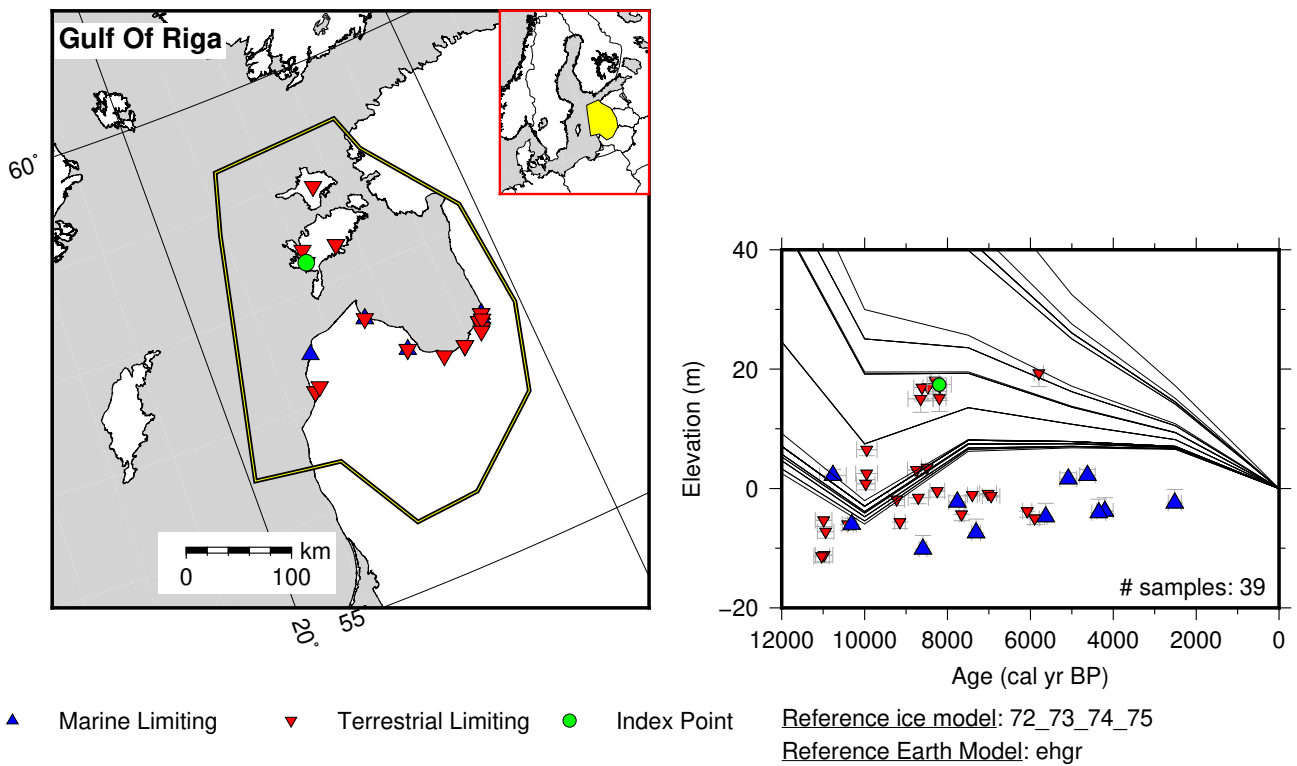 Gulf Of Riga
60°
km
0 100
20°
55
40
20
0
−20
Elevation (m)
# samples: 39
12000 10000 8000 6000 4000 2000 0
Age (cal yr BP)
Marine Limiting Terrestrial Limiting Index Point
Reference ice model: 72_73_74_75
Reference Earth Model: ehgr